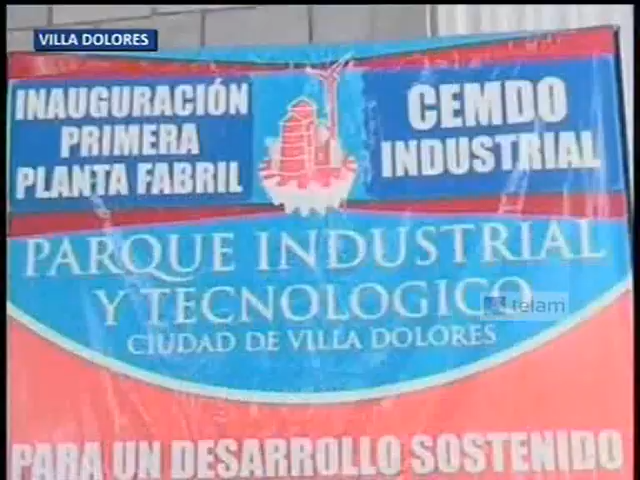 VILLA DOLORES
INAUGURACIÓN
PRIMERA
PLANTA FABRIL
CEMDO
INDUSTRIAL
PARQUE INDUSTRIAL
Y TECNOLOGICO
telam
CIUDAD DE VILLA DOLORES
PARA UN DESARROLLO SOSTENIDO